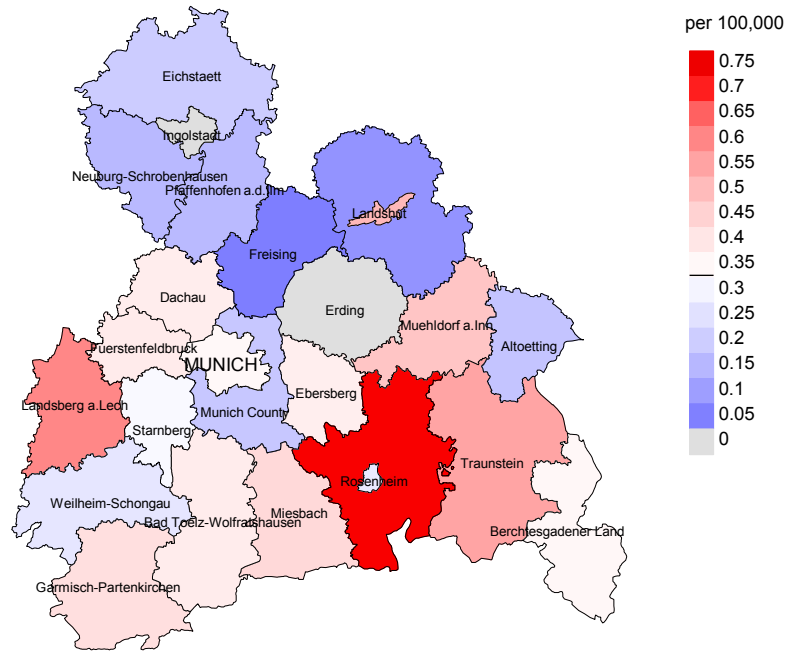 per 100,000
0.75
0.7
0.65
0.6
0.55
0.5
0.45
0.4
0.35
0.3
0.25
0.2
0.15
0.1
0.05
0
Eichstaett
Ingolstadt
Neuburg-Schrobenhausen
Pfaffenhofen a.d.Ilm
Landshut
Freising
Dachau
Erding
Muehldorf a.Inn
Altoetting
Fuerstenfeldbruck
MUNICH
Ebersberg
Landsberg a.Lech
Munich County
Starnberg
Traunstein
Rosenheim
Weilheim-Schongau
Miesbach
Bad Toelz-Wolfratshausen
Berchtesgadener Land
Garmisch-Partenkirchen